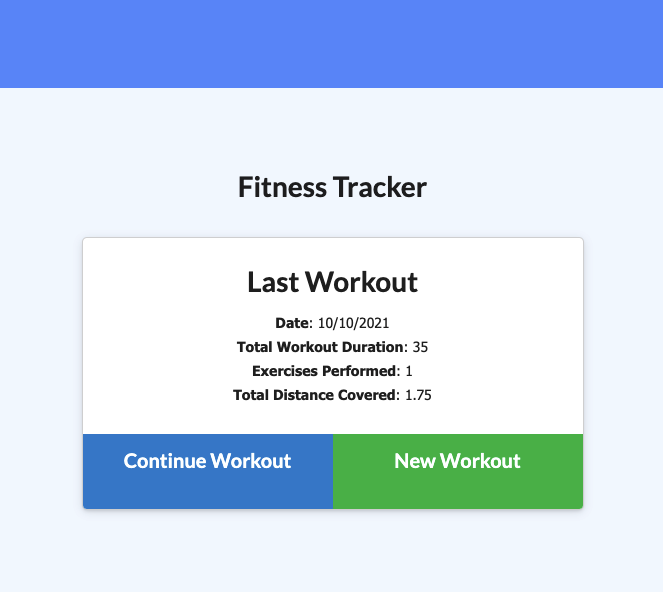 Fitness Tracker
Last Workout
Date: 10/10/2021
Total Workout Duration: 35
Exercises Performed: 1
Total Distance Covered: 1.75
Continue Workout
New Workout